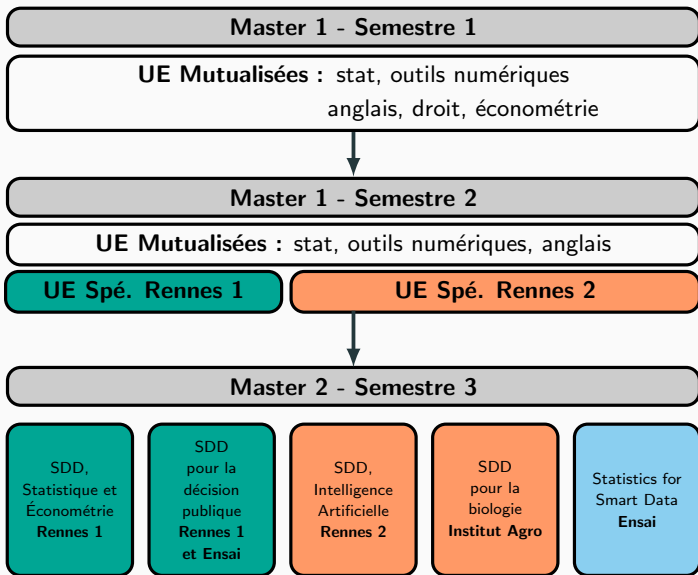 Master 1 - Semestre 1
UE Mutualisées : stat, outils numériques
anglais, droit, économétrie
Master 1 - Semestre 2
UE Mutualisées : stat, outils numériques, anglais
UE Spé. Rennes 1
UE Spé. Rennes 2
Master 2 - Semestre 3
SDD,
Statistique et
Économétrie
Rennes 1
SDD
pour la
décision
publique
Rennes 1
et Ensai
SDD,
Intelligence
Artificielle
Rennes 2
SDD
pour la
biologie
Institut Agro
Statistics for
Smart Data
Ensai